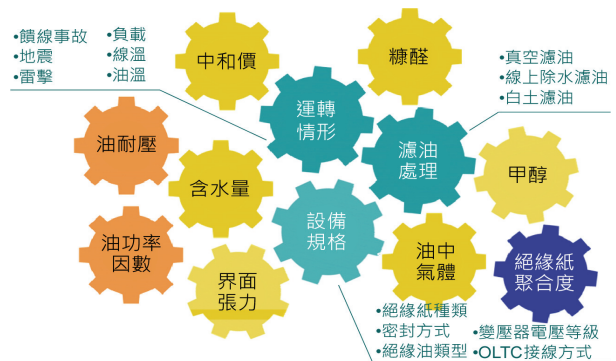 •饋線事故
•地震
•雷擊
•負載
•線溫
•油溫
中和價
糠醛
•真空濾油
•線上除水濾油
•白土濾油
運轉
情形
濾油
處理
油耐壓
含水量
甲醇
設備
規格
油功率
因數
界面
張力
油中
氣體
絕緣紙
聚合度
•絕緣紙種類
•密封方式
•絕緣油類型
•變壓器電壓等級
•OLTC接線方式